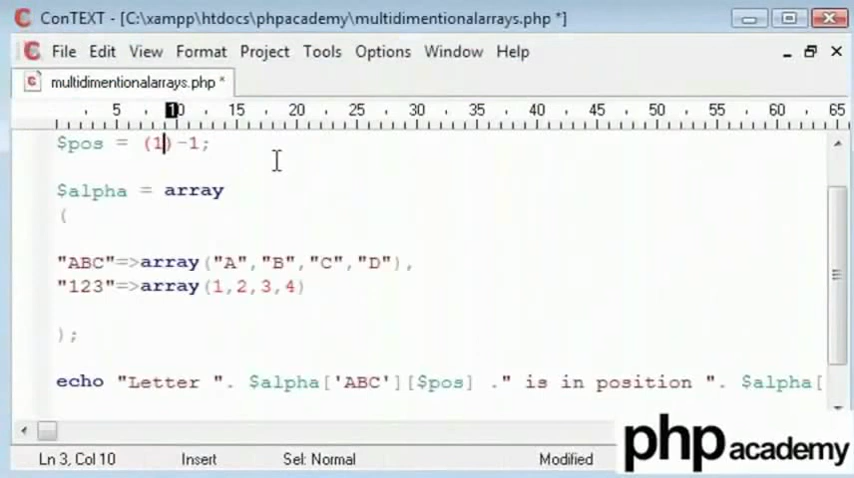 ConTEXT - [C:\xampp\htdocs\phpacademy\multidimentionalarrays.php *]
File Edit View Format Project Tools Options Window Help
multidimentionalarrays.php *
5 10 15 20 25 30 35 40 45 50 55 60 65
$pos = (1)-1;
$alpha = array
(
"ABC"=>array("A","B","C","D"),
"123"=>array(1,2,3,4)
);
echo "Letter ". $alpha['ABC'][$pos] ." is in position ". $alpha[
Ln 3, Col 10 Insert Sel: Normal Modified
php academy